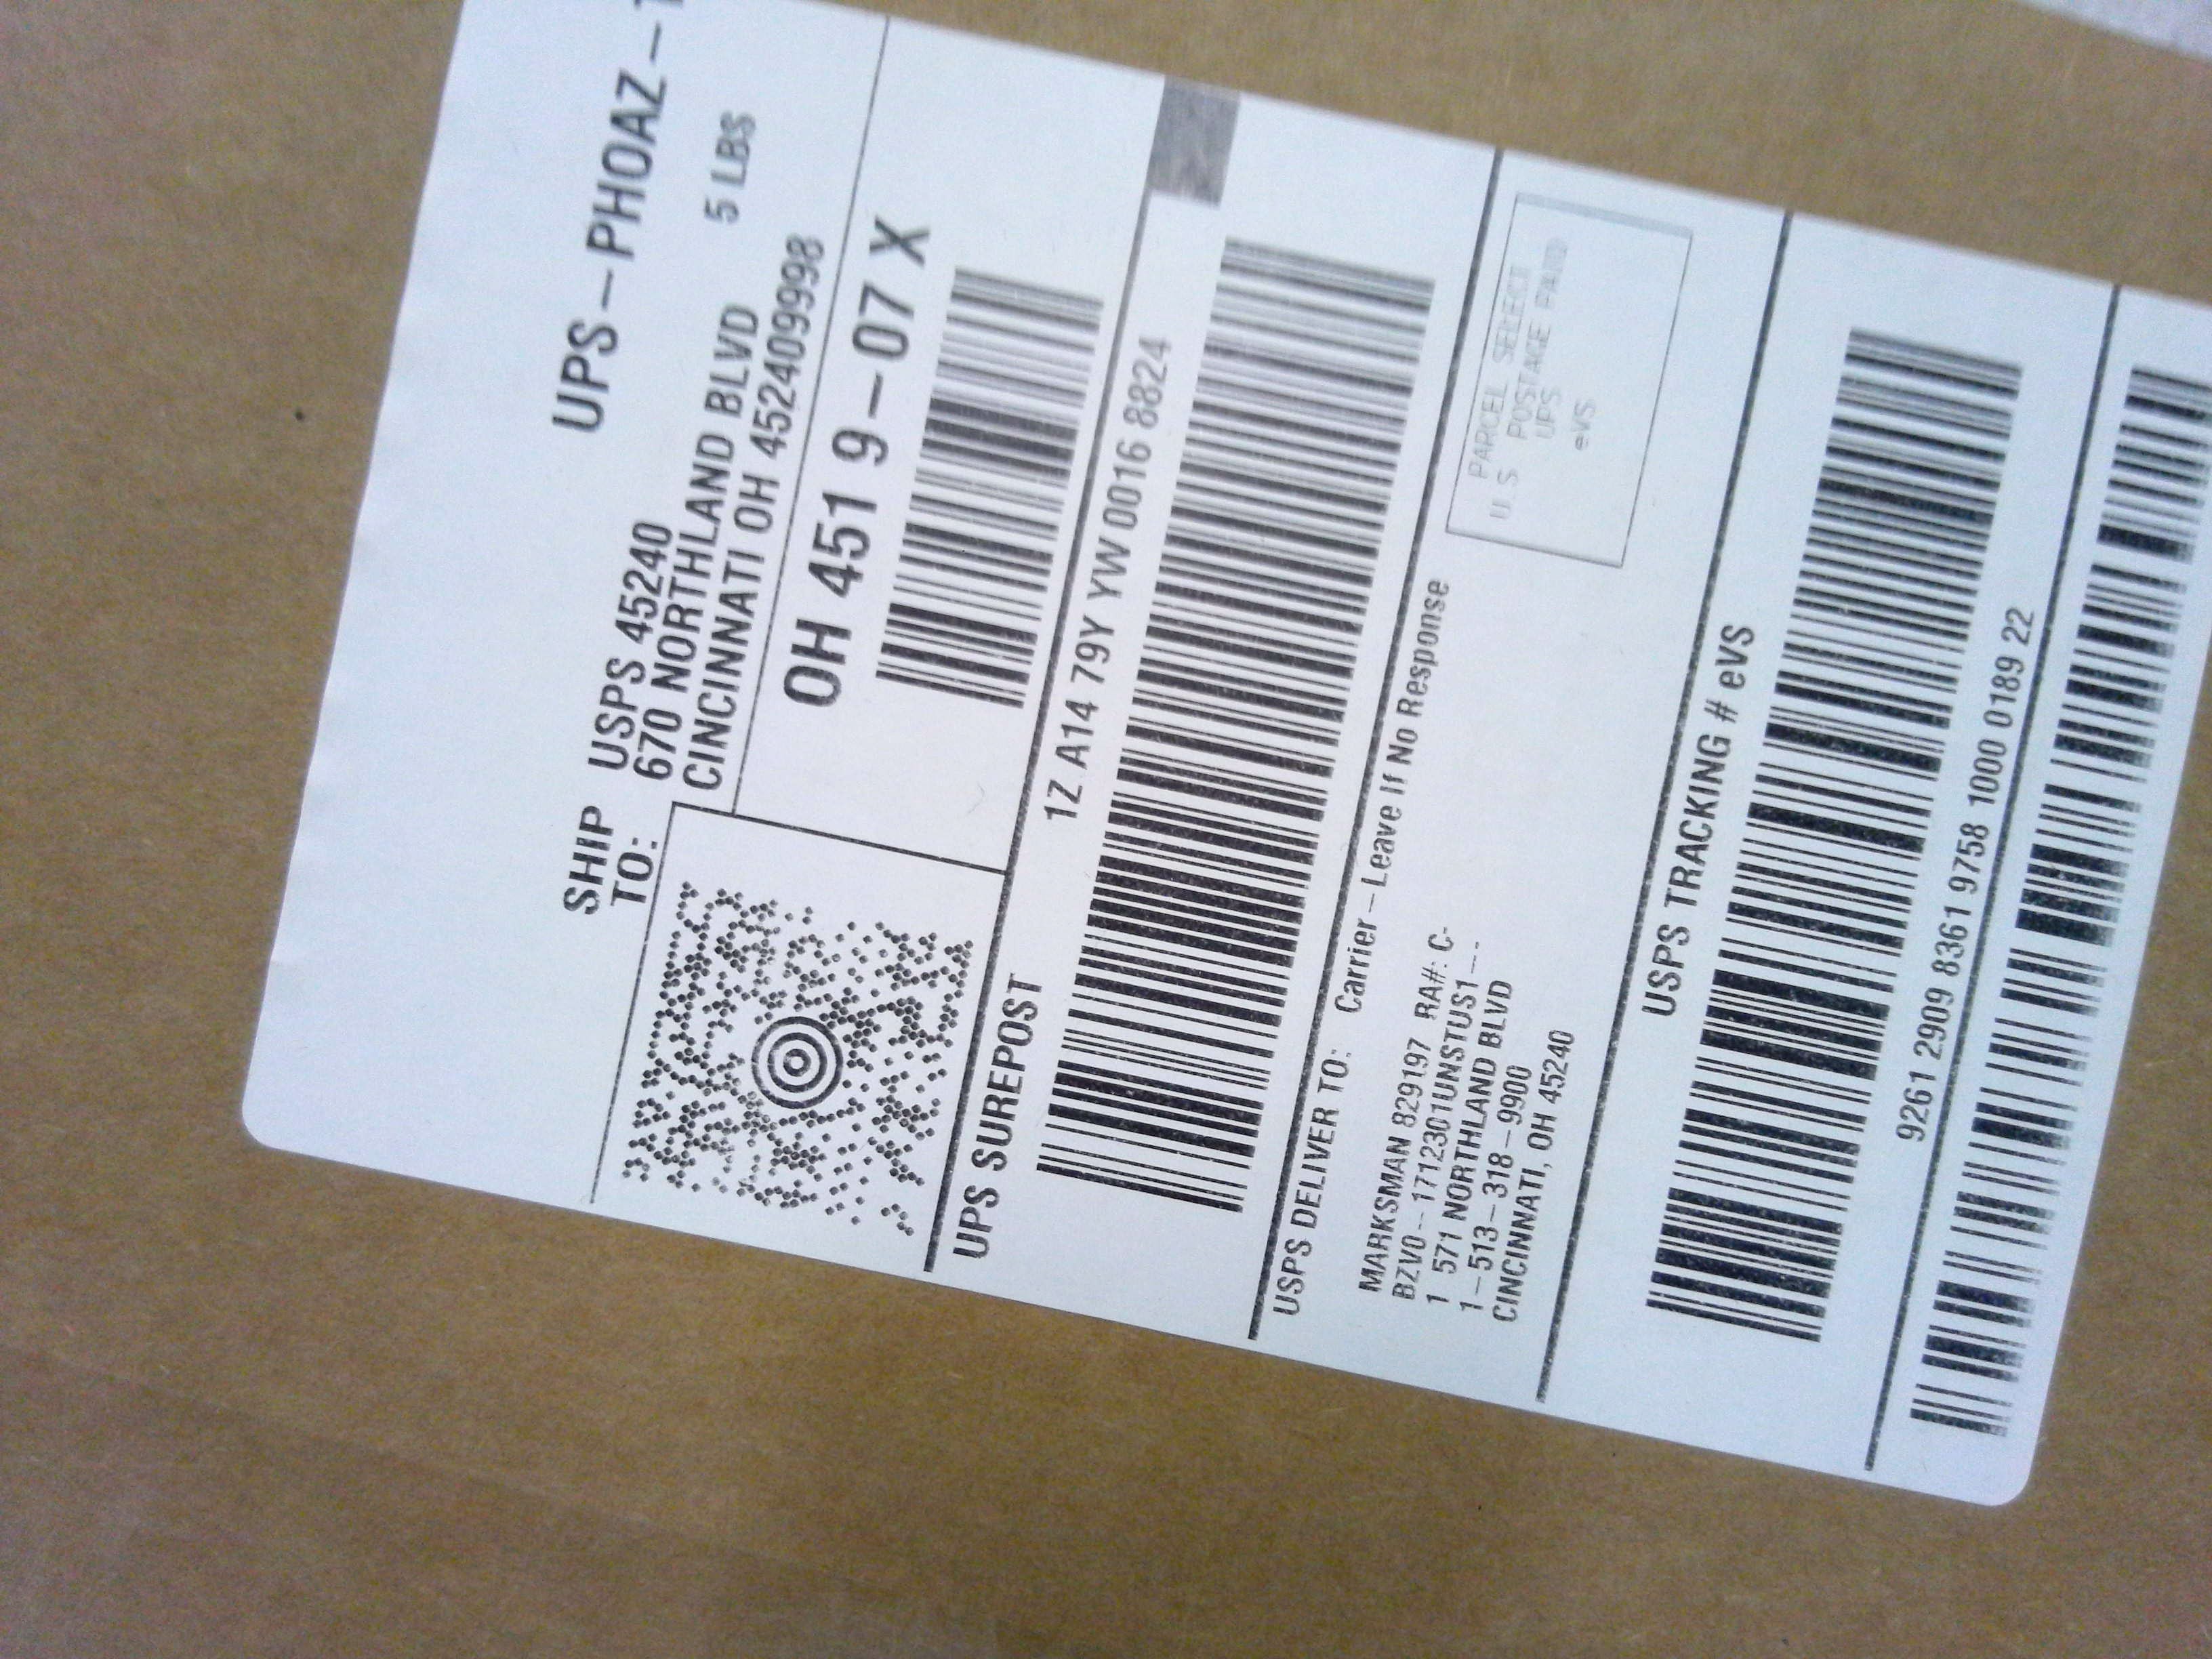 UPS-PHOAZ-1
5 LBS
SHIP TO:
USPS 45240
670 NORTHLAND BLVD
CINCINNATI OH 452409998
OH 451 9-07 X
UPS SUREPOST
1Z A14 79Y YW 0016 8824
USPS DELIVER TO:
Carrier - Leave If No Response
MARKSMAN 829197 RA#: C-
BZV0--1712301UNSTUS1---
1 571 NORTHLAND BLVD
1-513-318-9900
CINCINNATI, OH 45240
PARCEL SELECT
U.S POSTAGE PAID
UPS
eVS
USPS TRACKING # eVS
9261 2909 8361 9758 1000 0189 22